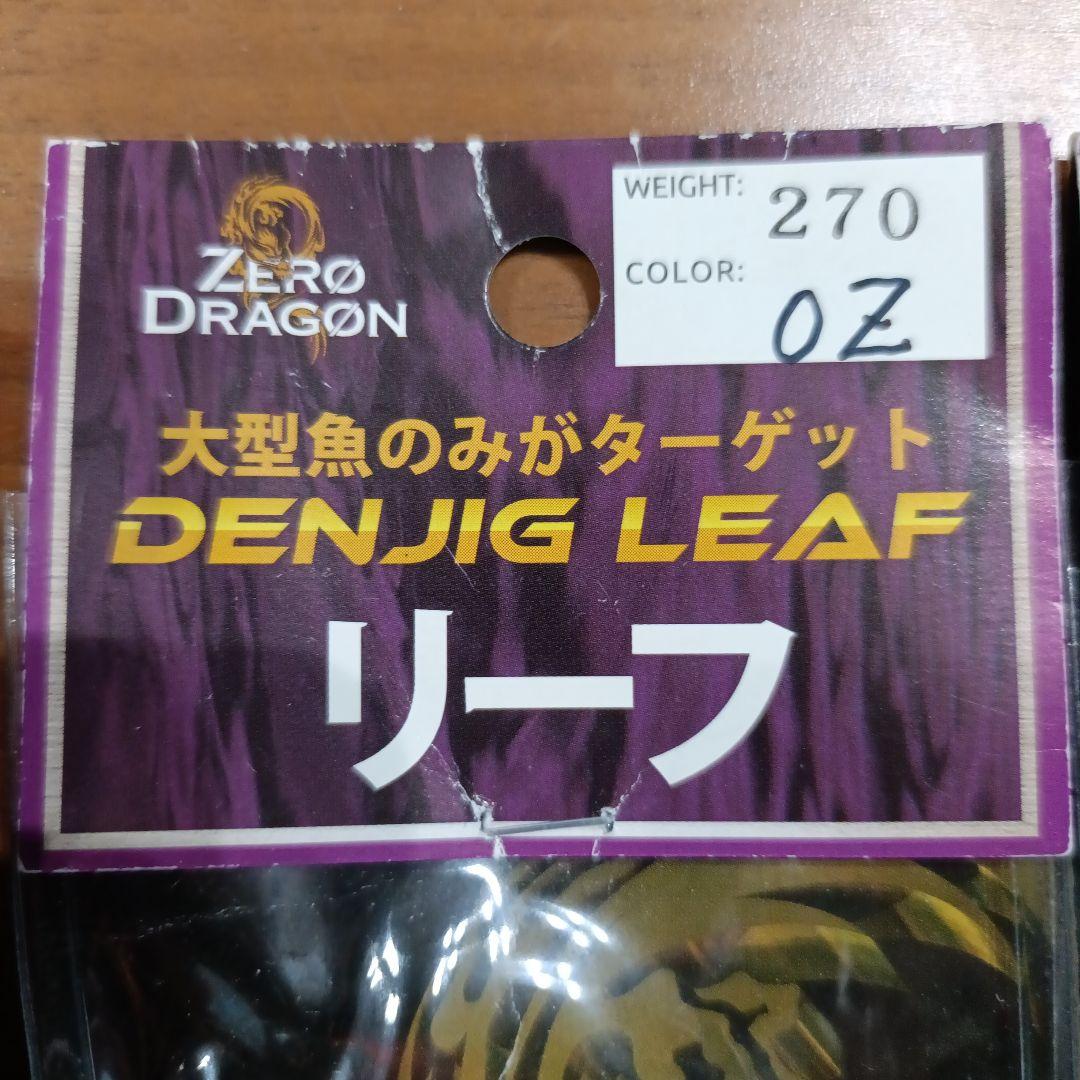 ZERØ
DRAGØN
WEIGHT: 270
COLOR: OZ
大型魚のみがターゲット
DENJIG LEAF
リーフ